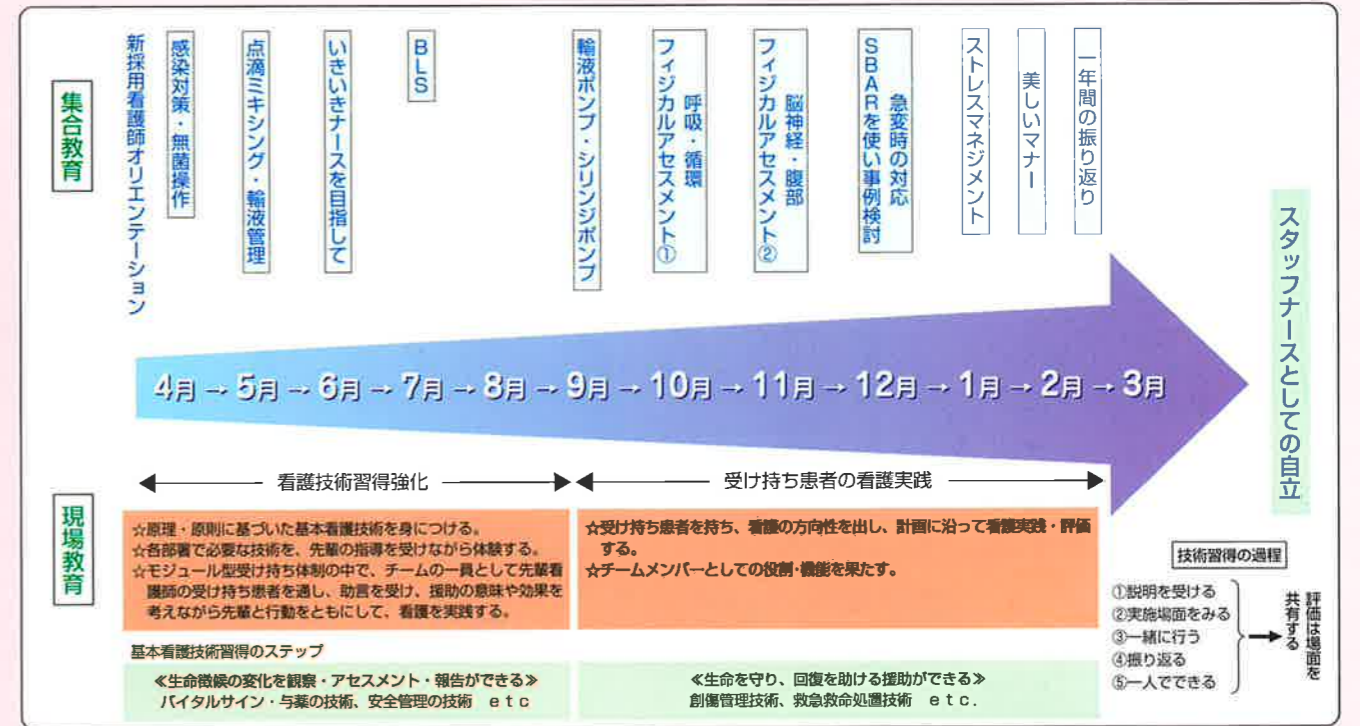 集合教育
新採用看護師オリエンテーション
感染対策・無菌操作
点滴ミキシング・輸液管理
いきいきナースを目指して
BLS
輸液ポンプ・シリンジポンプ
フィジカルアセスメント①
呼吸・循環
フィジカルアセスメント②
脳神経・腹部
SBARを使い事例検討
急変時の対応
ストレスマネジメント
美しいマナー
一年間の振り返り
スタッフナースとしての自立
4月→5月→6月→7月→8月→9月→10月→11月→12月→1月→2月→3月
看護技術習得強化
受け持ち患者の看護実践
現場教育
☆原理・原則に基づいた基本看護技術を身につける。
☆各部署で必要な技術を、先輩の指導を受けながら体験する。
☆モジュール型受け持ち体制の中で、チームの一員として先輩看
護師の受け持ち患者を通し、助言を受け、援助の意味や効果を
考えながら先輩と行動をともにして、看護を実践する。
☆受け持ち患者を持ち、看護の方向性を出し、計画に沿って看護実践・評価
する。
☆チームメンバーとしての役割・機能を果たす。
基本看護技術習得のステップ
≪生命徴候の変化を観察・アセスメント・報告ができる≫
バイタルサイン・与薬の技術、安全管理の技術 etc
≪生命を守り、回復を助ける援助ができる≫
創傷管理技術、救急救命処置技術 etc.
技術習得の過程
①説明を受ける
②実施場面をみる
③一緒に行う
④振り返る
⑤一人でできる
→
評価は場面を
共有する